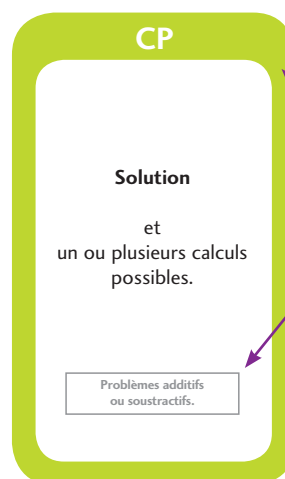 CP
Solution
et
un ou plusieurs calculs
possibles.
Problèmes additifs
ou soustractifs.